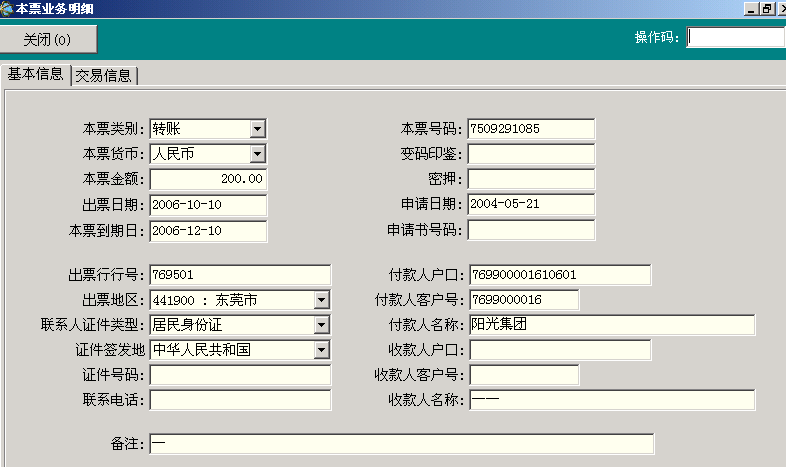 本票业务明细
关闭(O)
操作码:
基本信息 交易信息
本票类别: 转账 本票号码: 7509291085
本票货币: 人民币 变码印鉴:
本票金额: 200.00 密押:
出票日期: 2006-10-10 申请日期: 2004-05-21
本票到期日: 2006-12-10 申请书号码:
出票行行号: 769501 付款人户口: 769900001610601
出票地区: 441900 : 东莞市 付款人客户号: 7699000016
联系人证件类型: 居民身份证 付款人名称: 阳光集团
证件签发地 中华人民共和国 收款人户口:
证件号码: 收款人客户号:
联系电话: 收款人名称: 一一
备注: 一